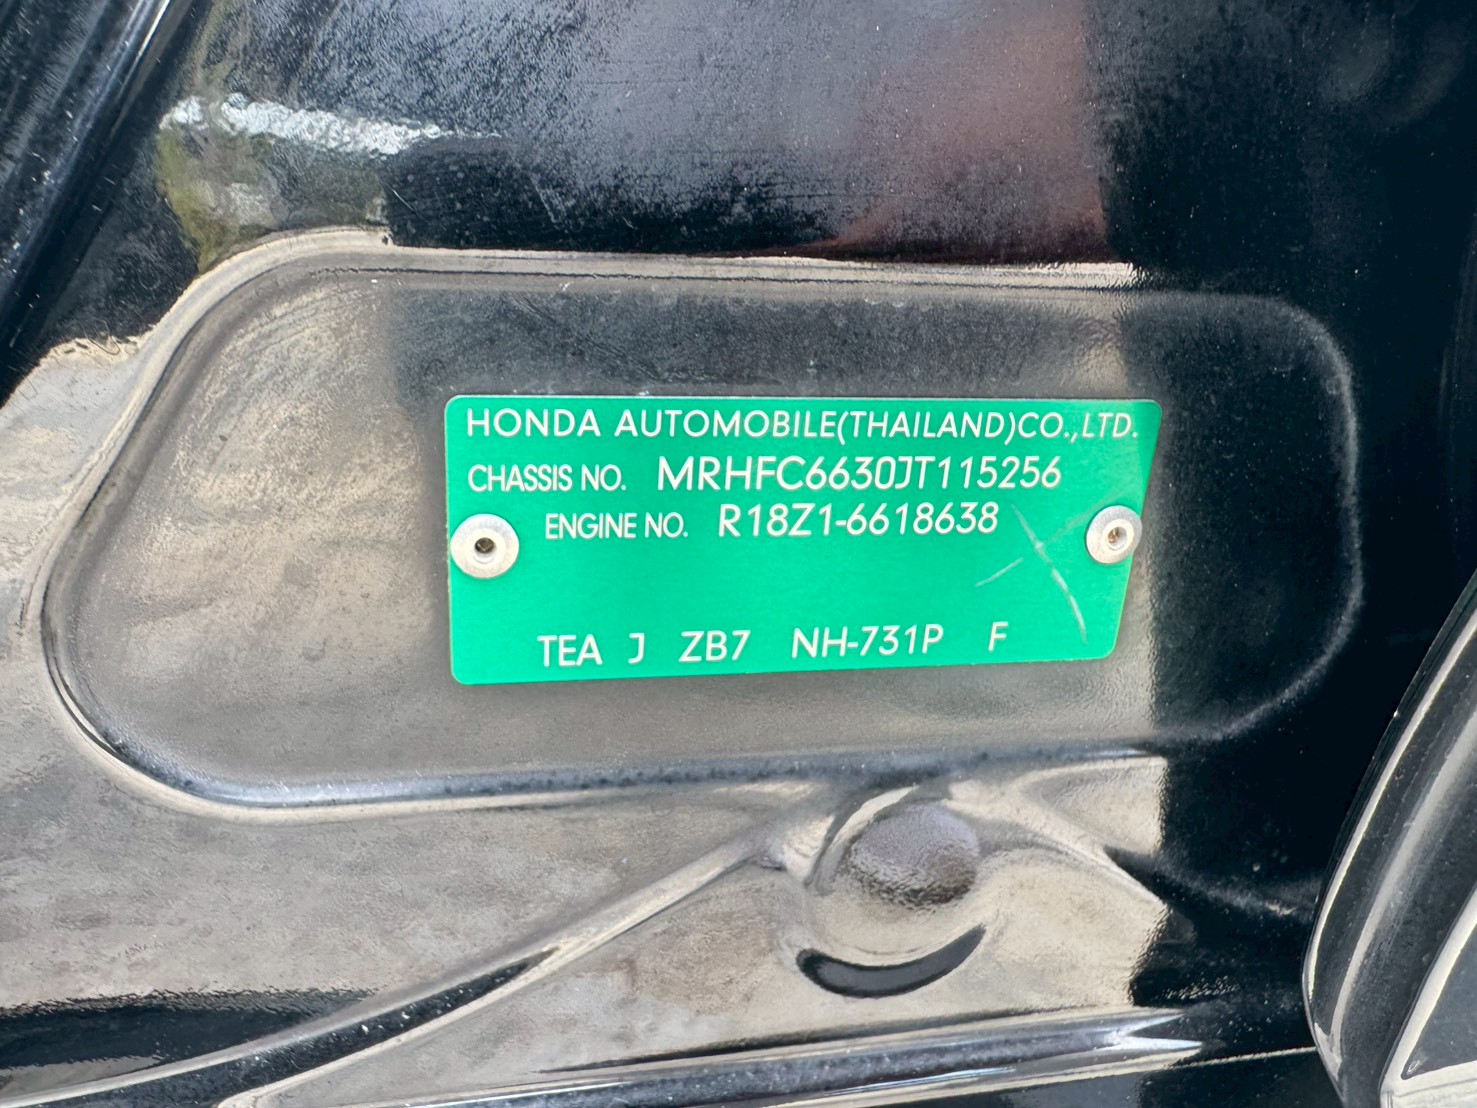 HONDA AUTOMOBILE(THAILAND)CO.,LTD.
CHASSIS NO. MRHFC6630JT115256
ENGINE NO. R18Z1-6618638
TEA J ZB7 NH-731P F